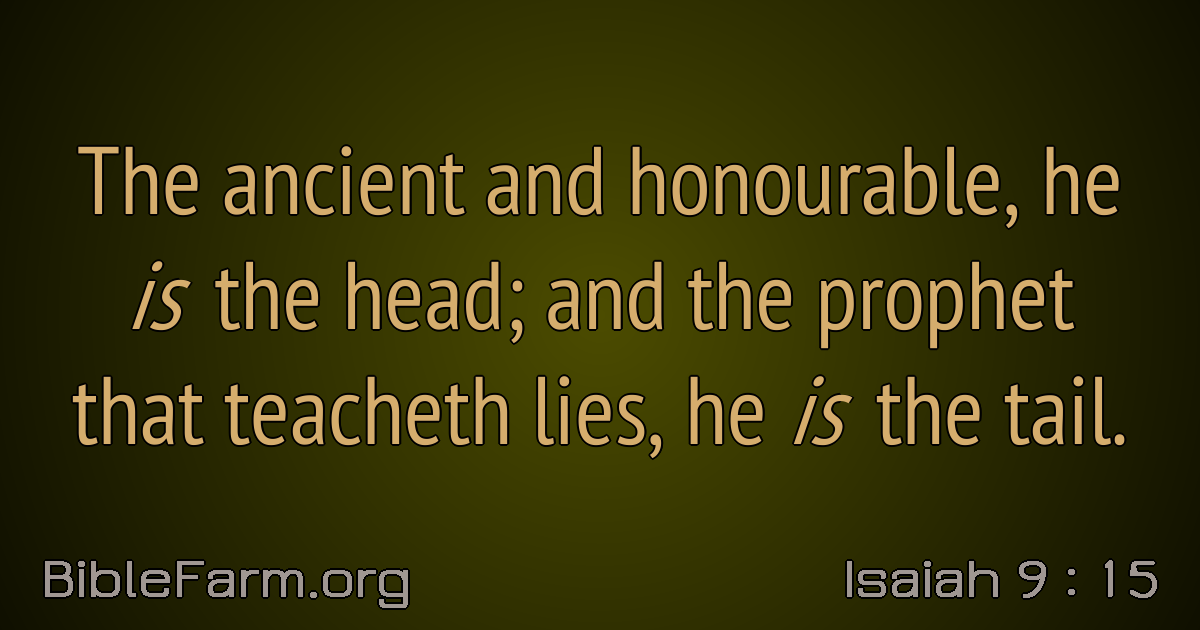 The ancient and honourable, he
is the head; and the prophet
that teacheth lies, he is the tail.
BibleFarm.org
Isaiah 9 : 15